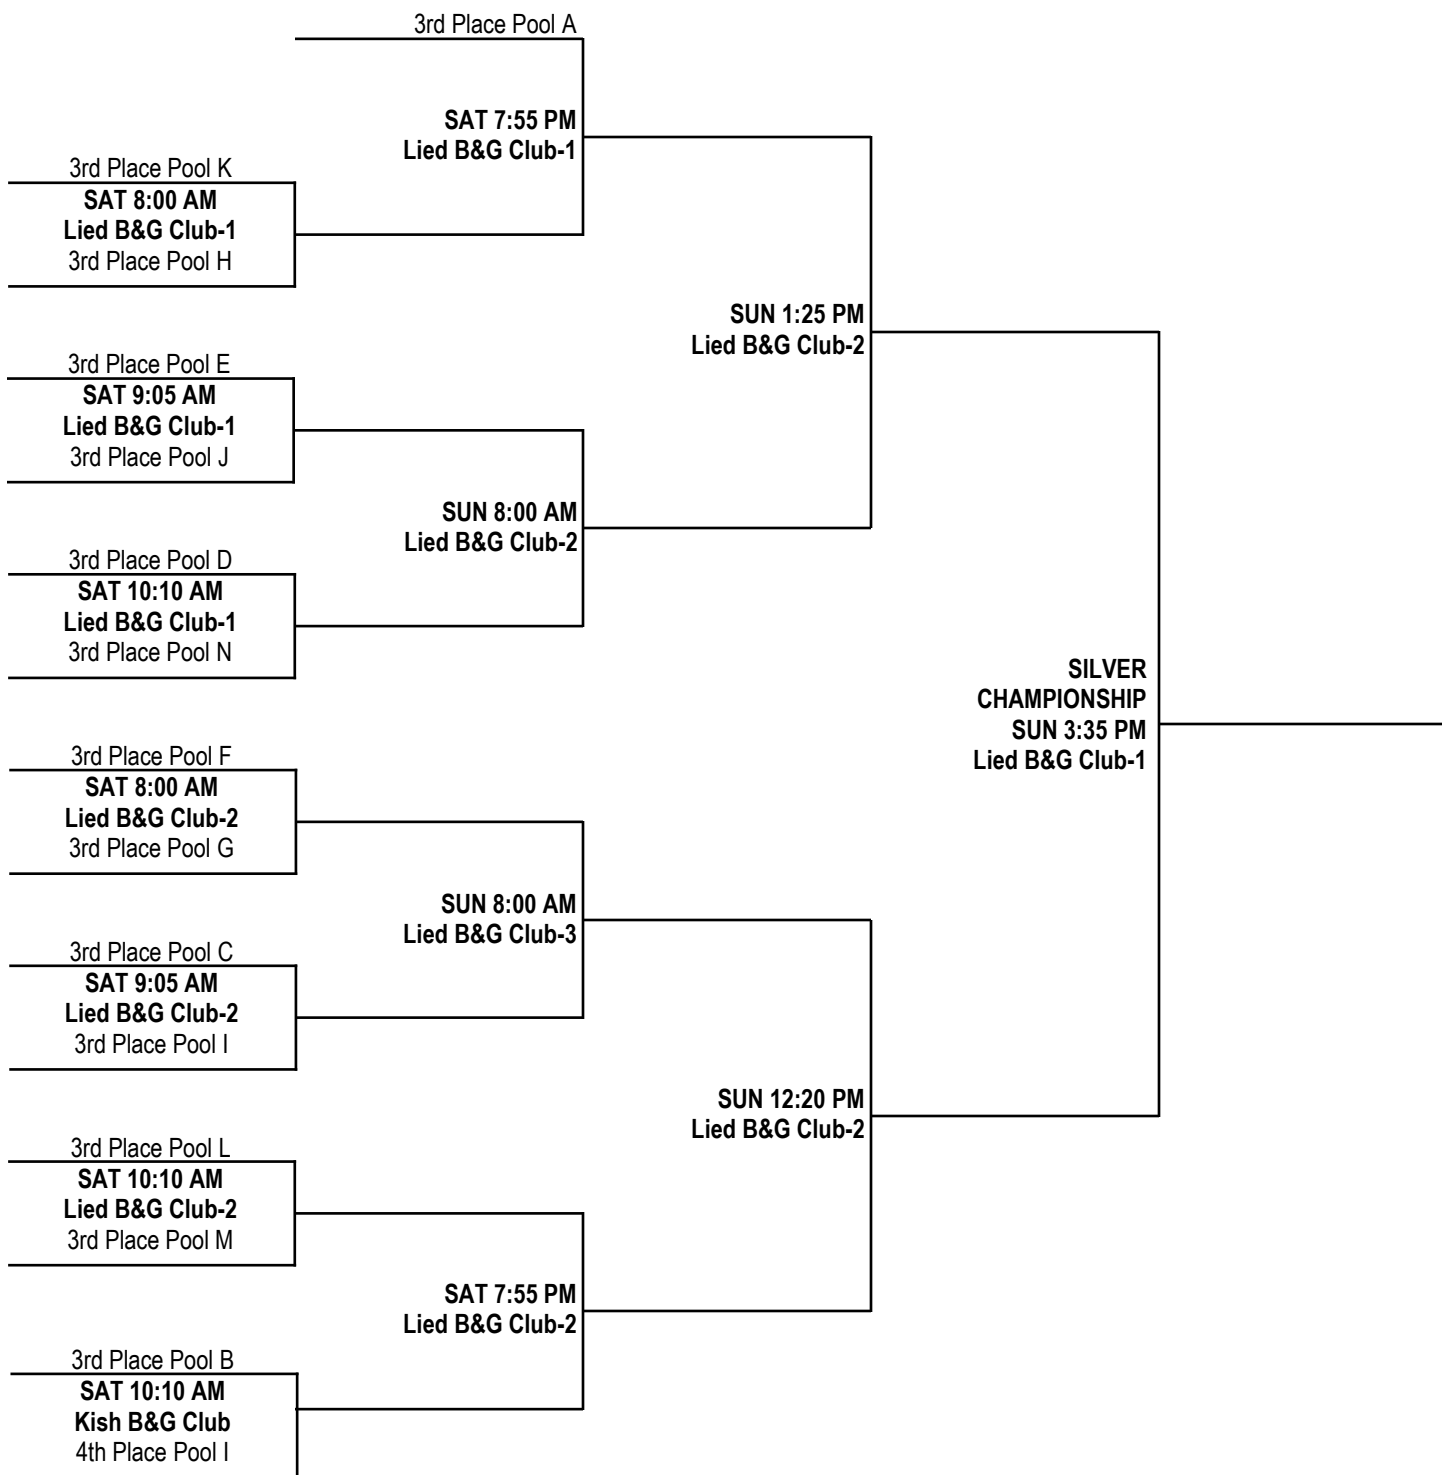 3rd Place Pool A
SAT 7:55 PM
Lied B&G Club-1
3rd Place Pool K
SAT 8:00 AM
Lied B&G Club-1
3rd Place Pool H
SUN 1:25 PM
Lied B&G Club-2
3rd Place Pool E
SAT 9:05 AM
Lied B&G Club-1
3rd Place Pool J
SUN 8:00 AM
Lied B&G Club-2
3rd Place Pool D
SAT 10:10 AM
Lied B&G Club-1
3rd Place Pool N
SILVER
CHAMPIONSHIP
SUN 3:35 PM
Lied B&G Club-1
3rd Place Pool F
SAT 8:00 AM
Lied B&G Club-2
3rd Place Pool G
SUN 8:00 AM
Lied B&G Club-3
3rd Place Pool C
SAT 9:05 AM
Lied B&G Club-2
3rd Place Pool I
SUN 12:20 PM
Lied B&G Club-2
3rd Place Pool L
SAT 10:10 AM
Lied B&G Club-2
3rd Place Pool M
SAT 7:55 PM
Lied B&G Club-2
3rd Place Pool B
SAT 10:10 AM
Kish B&G Club
4th Place Pool I